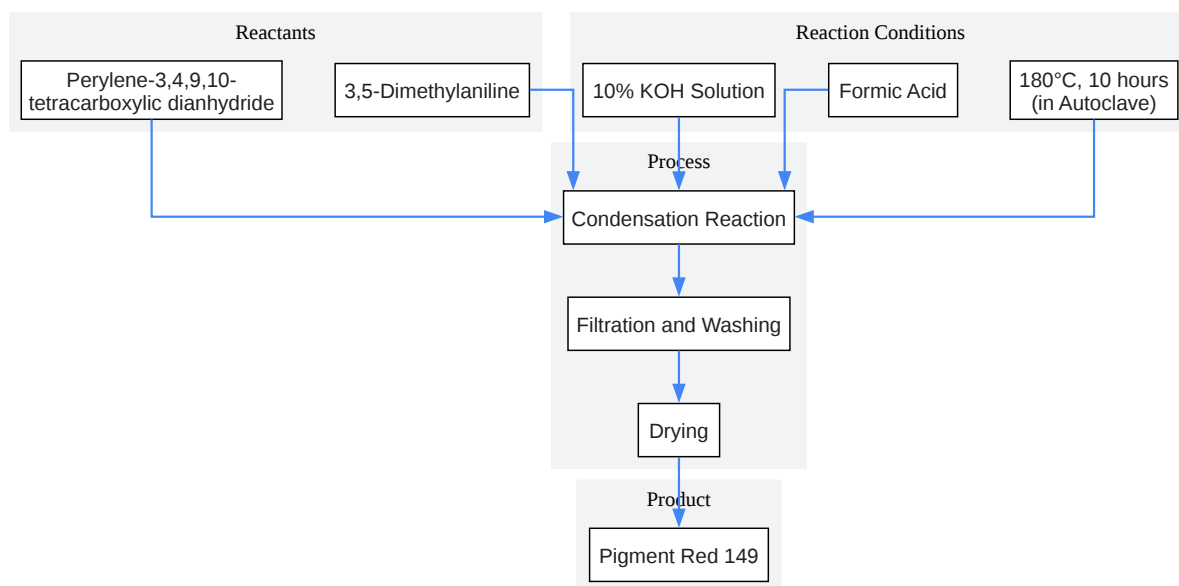 Reactants
Reaction Conditions
Perylene-3,4,9,10-
tetracarboxylic dianhydride
3,5-Dimethylaniline
10% KOH Solution
Formic Acid
180°C, 10 hours
(in Autoclave)
Process
Condensation Reaction
Filtration and Washing
Drying
Product
Pigment Red 149